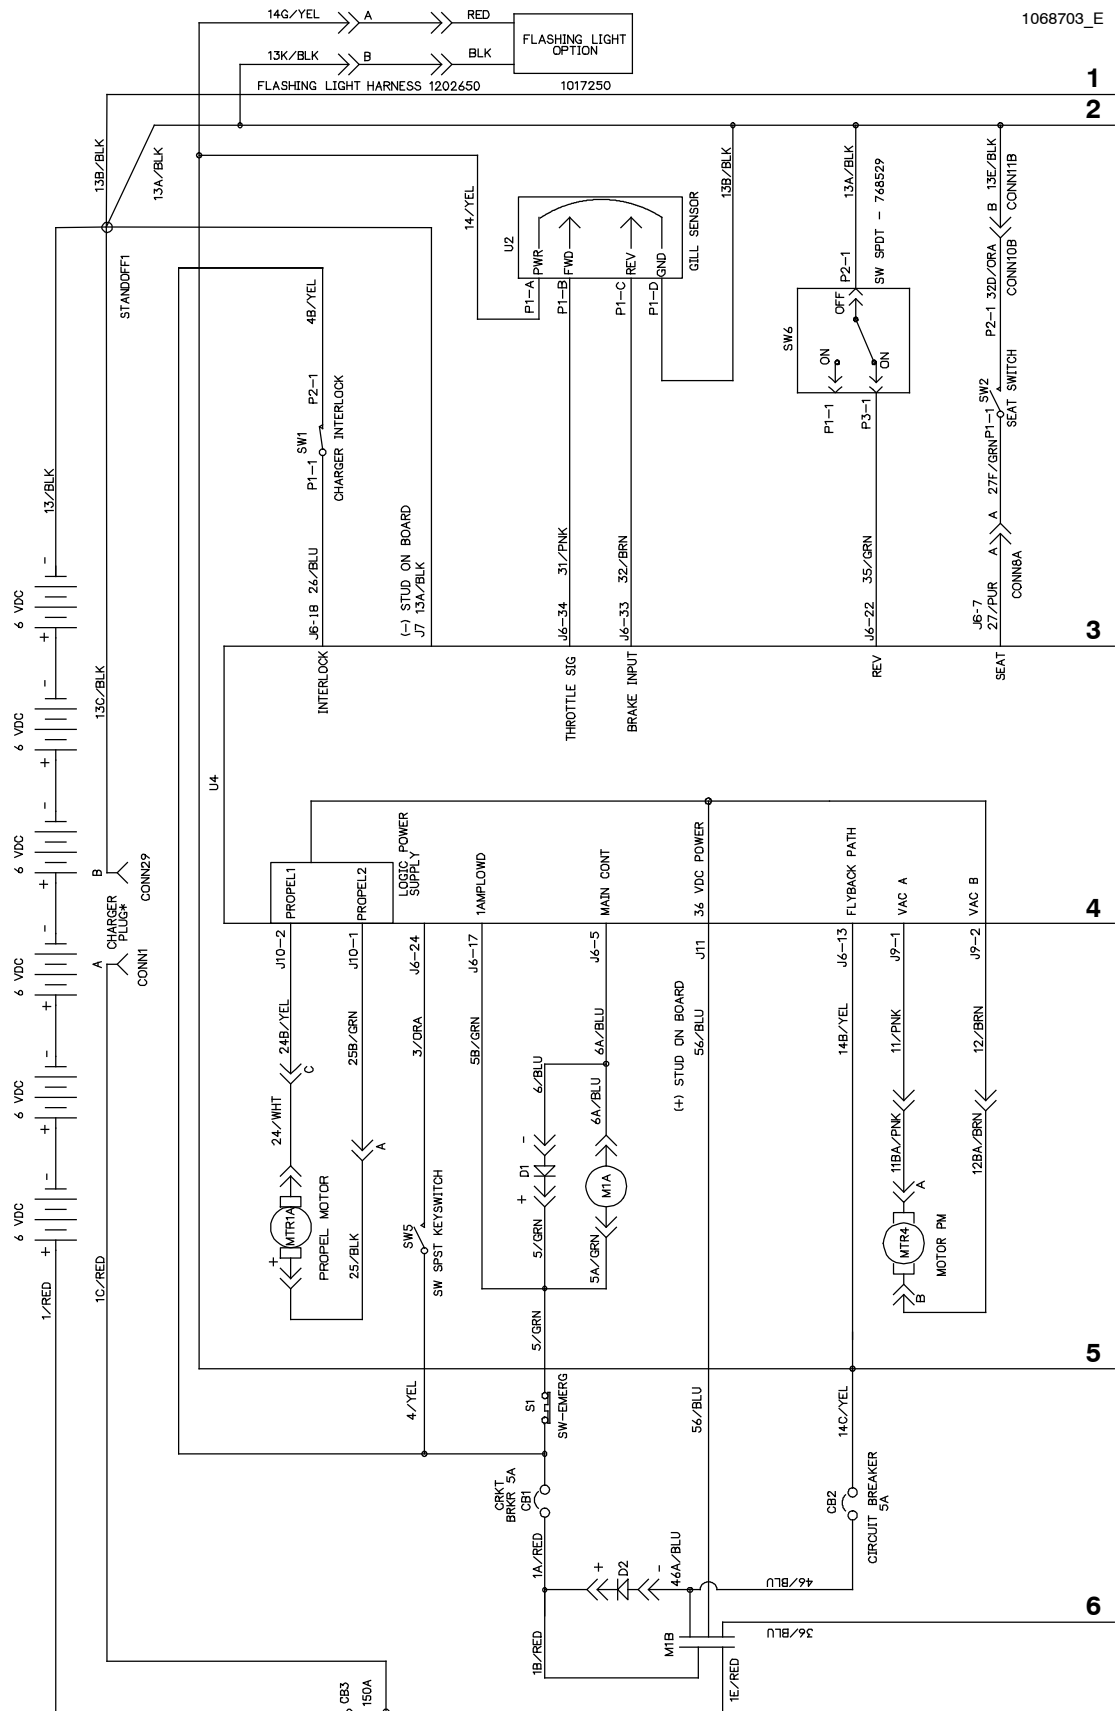 1068703_E
14G/YEL A RED
FLASHING LIGHT
OPTION
13K/BLK B BLK
FLASHING LIGHT HARNESS 1202650
1017250
1
2
13B/BLK
13A/BLK
STANDOFF1
14/YEL
U2
PWR
FWD
REV
GND
GILL SENSOR
P1-A
P1-B
P1-C
P1-D
13B/BLK
13A/BLK
SW SPDT - 768529
P2-1
OFF
SW6
ON
ON
P1-1
P3-1
13E/BLK
CONN11B
B
32D/ORA
CONN10B
P2-1
SW2
SEAT SWITCH
P1-1
27F/GRN
A
A
CONN8A
27/PUR
J6-7
4B/YEL
P2-1
SW1
CHARGER INTERLOCK
P1-1
26/BLU
J6-18
13/BLK
(-) STUD ON BOARD
J7 13A/BLK
31/PNK
J6-34
32/BRN
J6-33
35/GRN
J6-22
3
INTERLOCK
THROTTLE SIG
BRAKE INPUT
REV
SEAT
U4
6 VDC
- +
6 VDC
- +
6 VDC
- +
6 VDC
- +
6 VDC
- +
6 VDC
- +
13C/BLK
B
CONN29
CHARGER
PLUG*
A
CONN1
1/RED
1C/RED
PROPEL1
PROPEL2
LOGIC POWER
SUPPLY
1AMPLOWD
MAIN CONT
36 VDC POWER
FLYBACK PATH
VAC A
VAC B
4
J10-2
J10-1
J6-24
J6-17
J6-5
J11
J6-13
J9-1
J9-2
24B/YEL
25B/GRN
3/ORA
5B/GRN
6/BLU
6A/BLU
56/BLU
(+) STUD ON BOARD
14B/YEL
11/PNK
12/BRN
C
24/WHT
A
6A/BLU
11BA/PNK
12BA/BRN
-
D1
+
M1A
A
MTR1A
+
PROPEL MOTOR
25/BLK
SW5
SW SPST KEYSWITCH
5/GRN
5A/GRN
MTR4
MOTOR PM
B
5/GRN
5
4/YEL
S1
SW-EMERG
56/BLU
14C/YEL
CRKT
BRKR 5A
CB1
CB2
CIRCUIT BREAKER
5A
1A/RED
+
D2
-
46A/BLU
46/BLU
6
36/BLU
1B/RED
M1B
1E/RED
CB3
150A